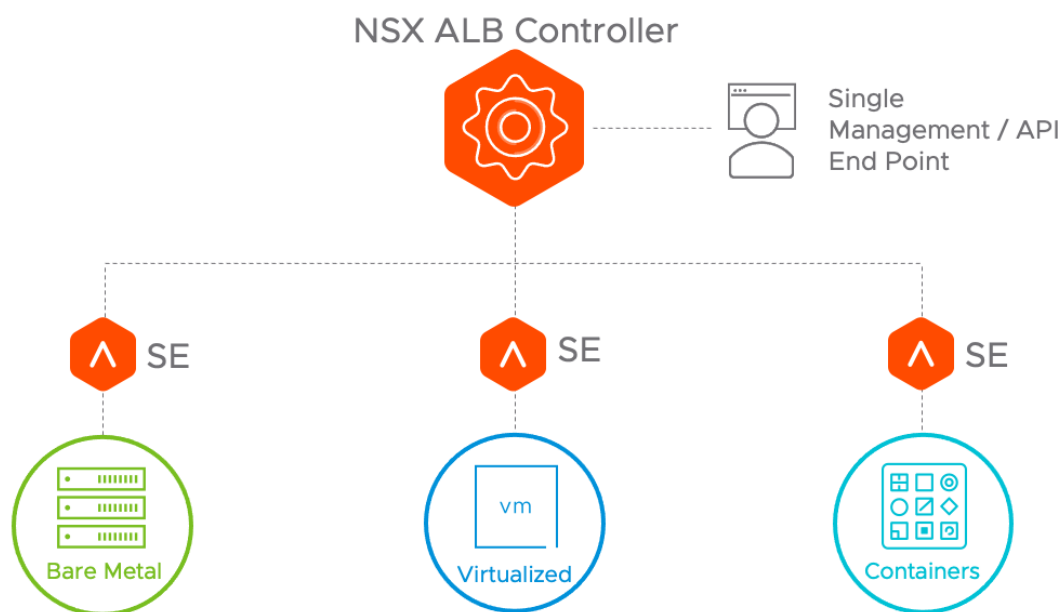 NSX ALB Controller
Single
Management / API
End Point
SE
SE
SE
vm
Bare Metal
Virtualized
Containers